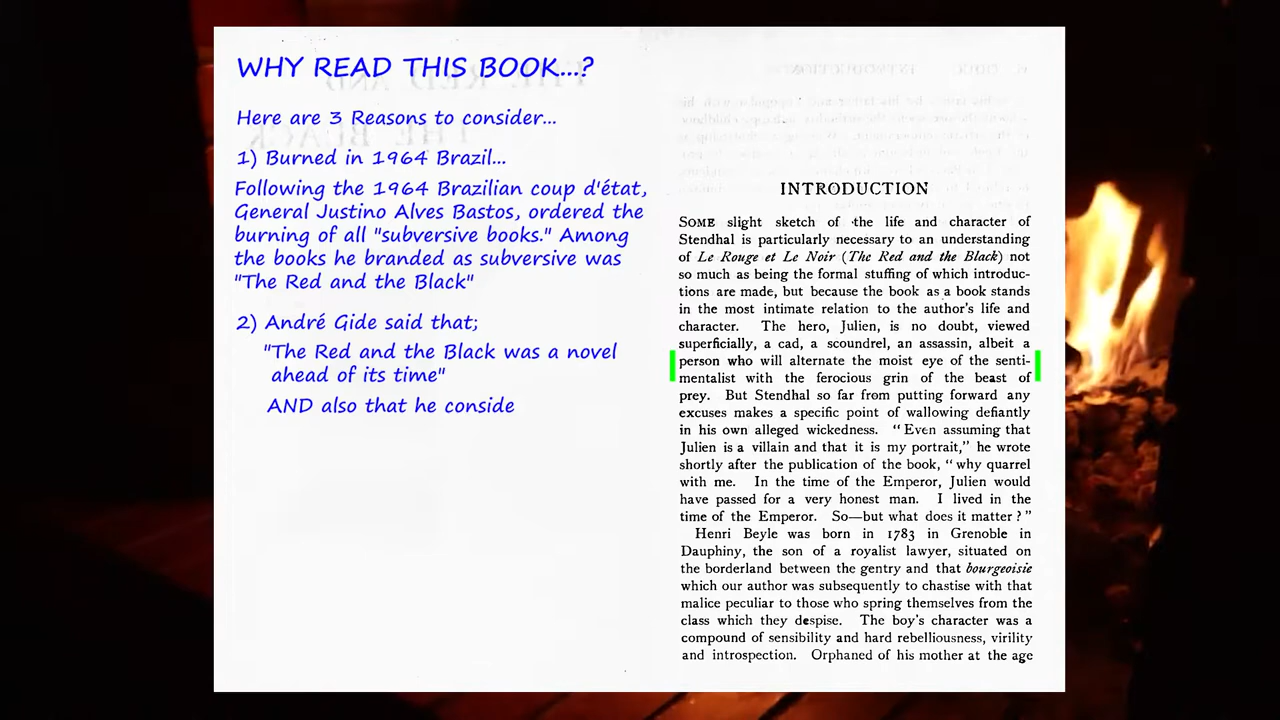 WHY READ THIS BOOK...?
Here are 3 Reasons to consider...
1) Burned in 1964 Brazil...
Following the 1964 Brazilian coup d'état,
General Justino Alves Bastos, ordered the
burning of all "subversive books." Among
the books he branded as subversive was
"The Red and the Black"
2) André Gide said that;
"The Red and the Black was a novel
ahead of its time"
AND also that he conside
INTRODUCTION
SOME slight sketch of the life and character of
Stendhal is particularly necessary to an understanding
of Le Rouge et Le Noir (The Red and the Black) not
so much as being the formal stuffing of which introduc-
tions are made, but because the book as a book stands
in the most intimate relation to the author's life and
character. The hero, Julien, is no doubt, viewed
superficially, a cad, a scoundrel, an assassin, albeit a
person who will alternate the moist eye of the senti-
mentalist with the ferocious grin of the beast of
prey. But Stendhal so far from putting forward any
excuses makes a specific point of wallowing defiantly
in his own alleged wickedness. "Even assuming that
Julien is a villain and that it is my portrait," he wrote
shortly after the publication of the book, "why quarrel
with me. In the time of the Emperor, Julien would
have passed for a very honest man. I lived in the
time of the Emperor. So—but what does it matter?"
Henri Beyle was born in 1783 in Grenoble in
Dauphiny, the son of a royalist lawyer, situated on
the borderland between the gentry and that bourgeoisie
which our author was subsequently to chastise with that
malice peculiar to those who spring themselves from the
class which they despise. The boy's character was a
compound of sensibility and hard rebelliousness, virility
and introspection. Orphaned of his mother at the age